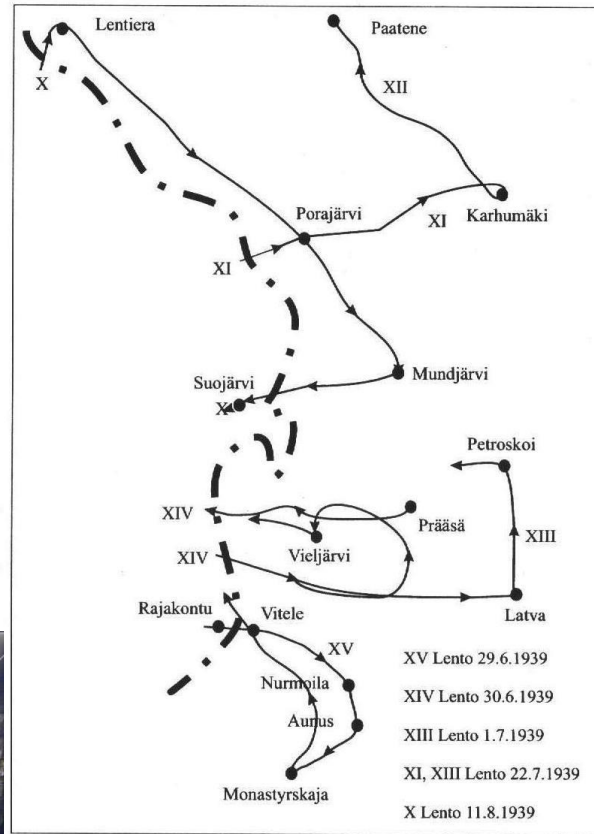 Lentiera
Paatene
X
XII
Porajärvi
Karhumäki
XI
XI
Suojärvi
Mundjärvi
X
Petroskoi
XIV
Prääsä
Vieljärvi
XIII
XIV
Rajakontu
Vitele
Latva
XV
XV Lento 29.6.1939
Nurmoila
XIV Lento 30.6.1939
Aunus
XIII Lento 1.7.1939
XI, XIII Lento 22.7.1939
Monastyrskaja
X Lento 11.8.1939